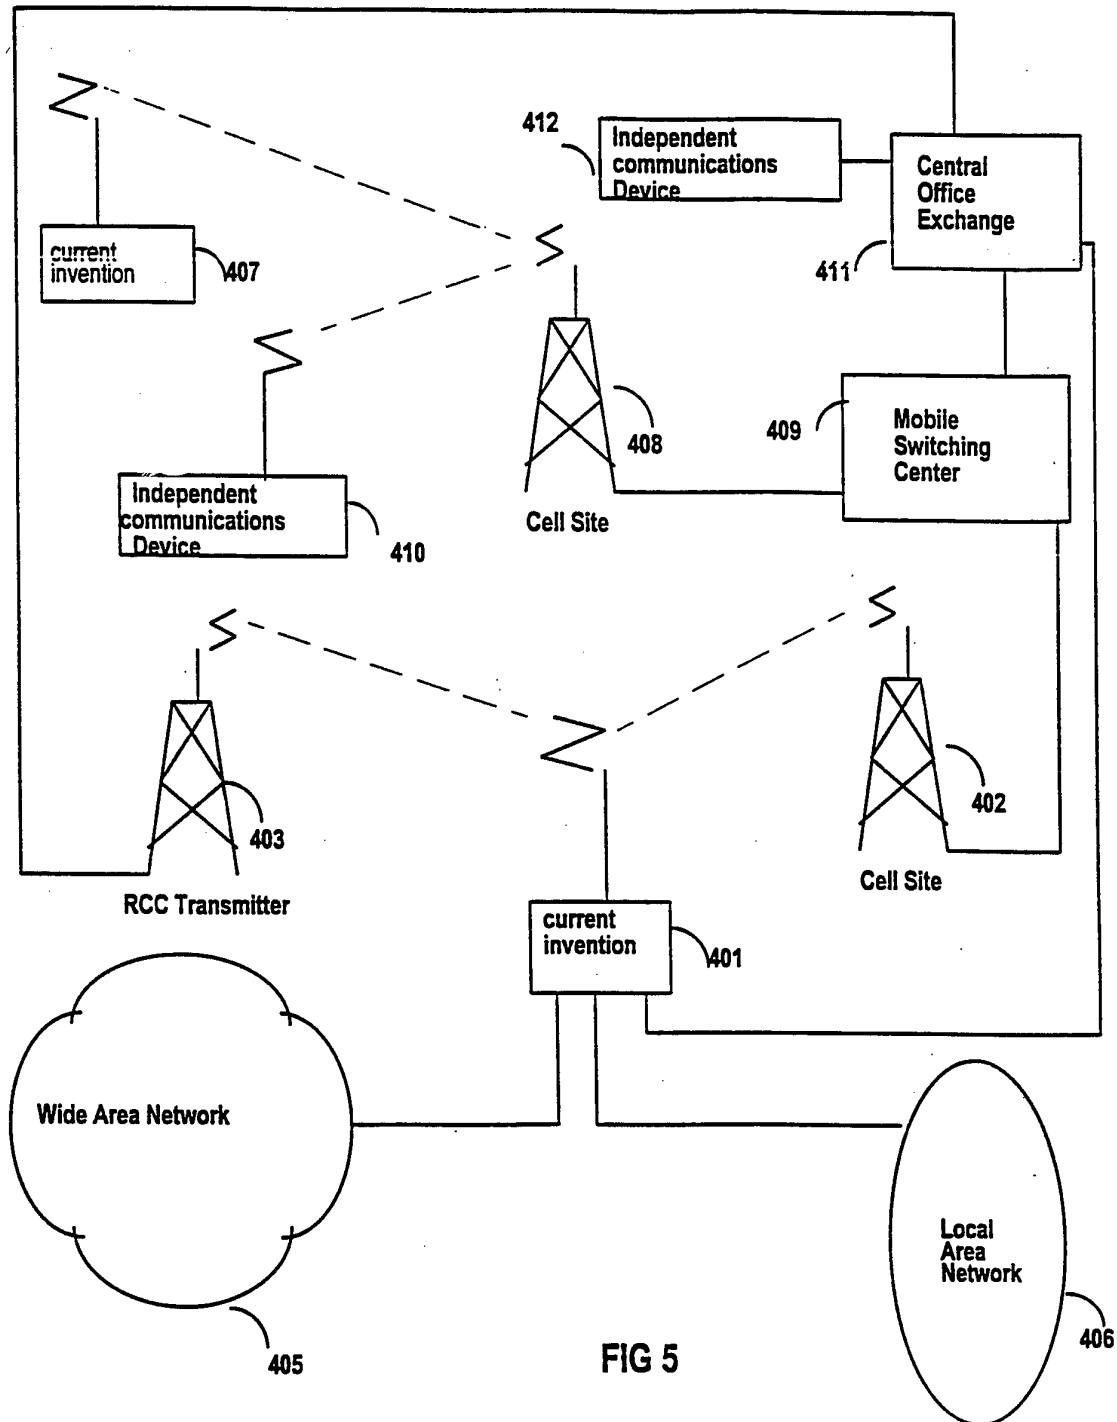 412
Independent
communications
Device
Central
Office
Exchange
411
current
invention
407
408
Cell Site
409
Mobile
Switching
Center
Independent
communications
Device
410
403
RCC Transmitter
402
Cell Site
current
invention
401
Wide Area Network
405
Local
Area
Network
406
FIG 5